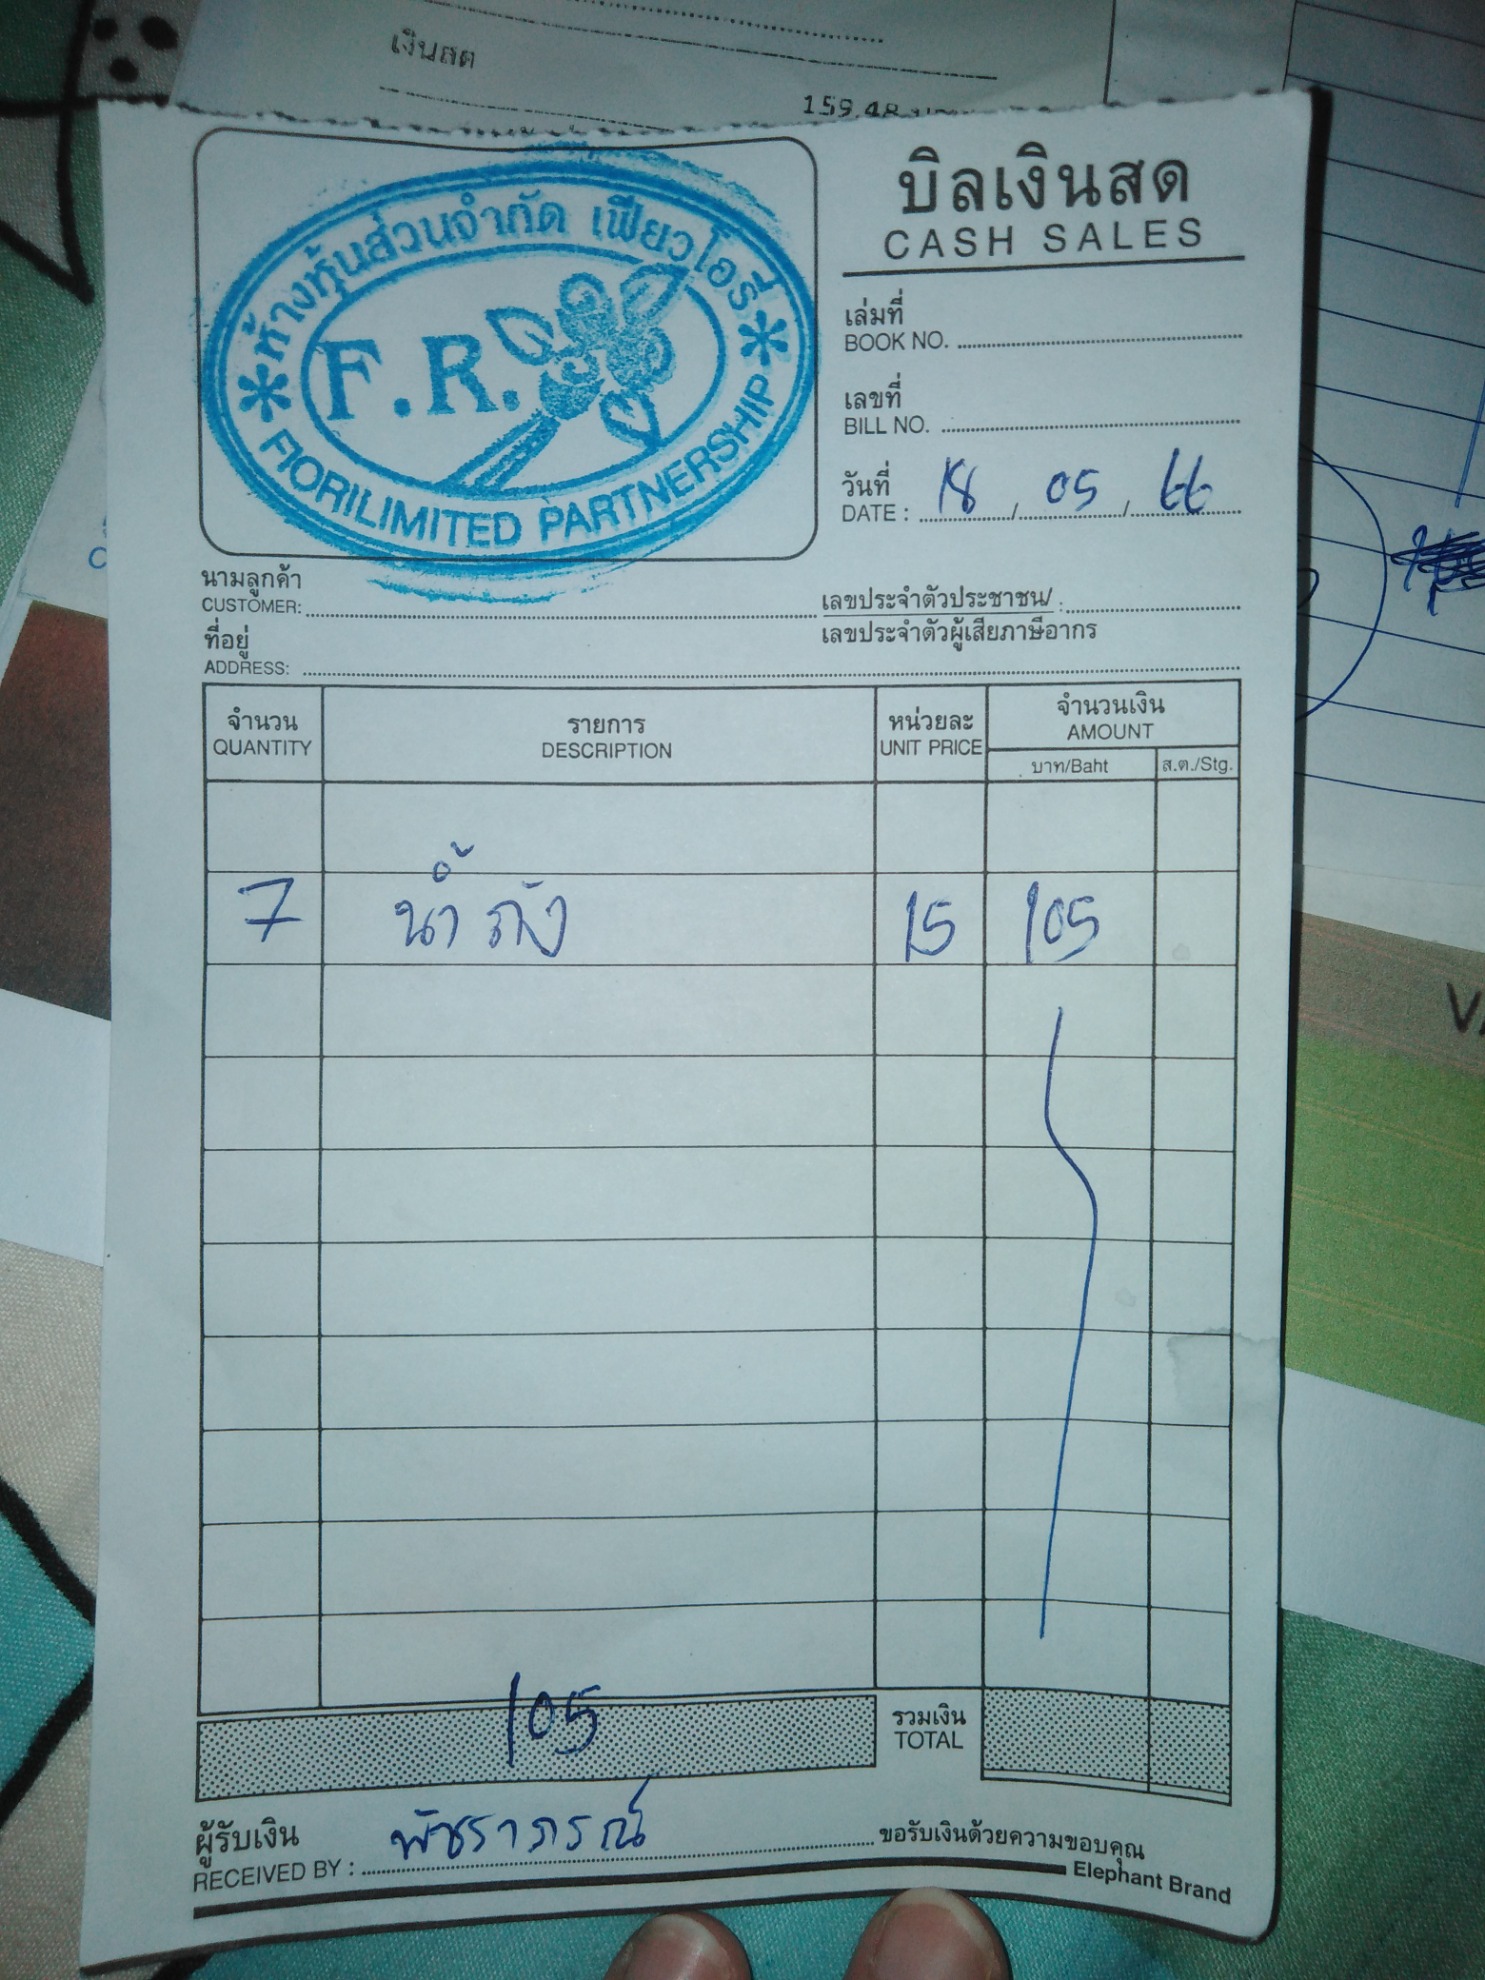 เงินสด
159.48
ห้างหุ้นส่วนจำกัด เฟียวโอรี่
F.R.
FIORILIMITED PARTNERSHIP
บิลเงินสด
CASH SALES
เล่มที่
BOOK NO.
เลขที่
BILL NO.
วันที่
DATE : 18 / 05 / 66
นามลูกค้า
CUSTOMER:
เลขประจำตัวประชาชน/ :
เลขประจำตัวผู้เสียภาษีอากร
ที่อยู่
ADDRESS:
จำนวน รายการ หน่วยละ จำนวนเงิน
QUANTITY DESCRIPTION UNIT PRICE AMOUNT
บาท/Baht ส.ต./Stg.
7 น้ำถัง 15 105
105
รวมเงิน
TOTAL
ผู้รับเงิน
RECEIVED BY : พัชราภรณ์
ขอรับเงินด้วยความขอบคุณ
Elephant Brand